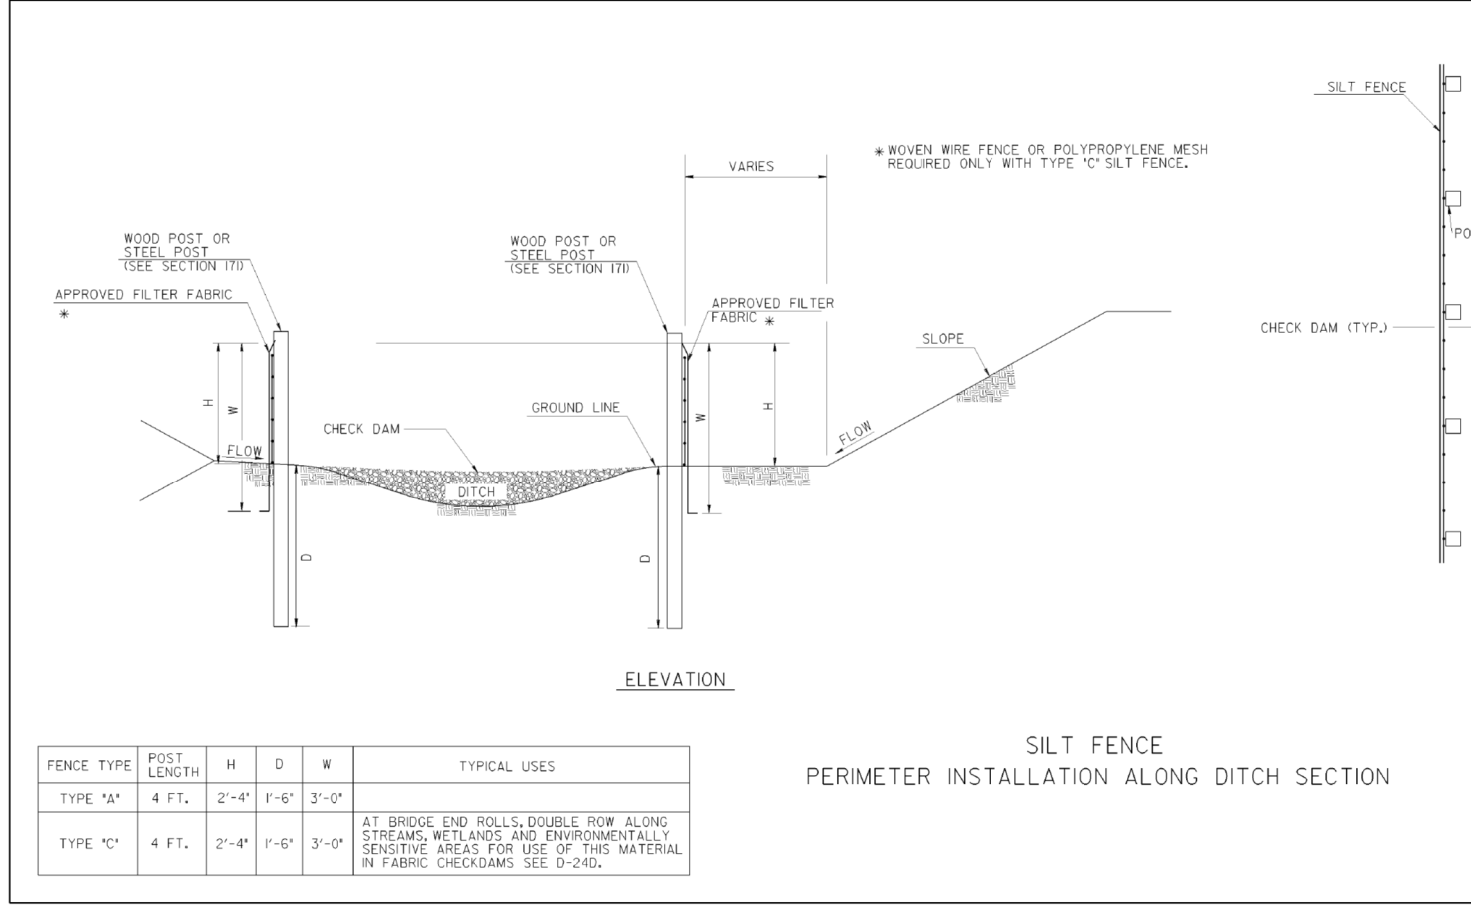 SILT FENCE
* WOVEN WIRE FENCE OR POLYPROPYLENE MESH
REQUIRED ONLY WITH TYPE "C" SILT FENCE.
VARIES
WOOD POST OR
STEEL POST
(SEE SECTION 171)
WOOD POST OR
STEEL POST
(SEE SECTION 171)
APPROVED FILTER FABRIC
*
APPROVED FILTER
FABRIC *
CHECK DAM (TYP.)
SLOPE
H
W
GROUND LINE
W
H
CHECK DAM
FLOW
FLOW
DITCH
D
D
ELEVATION
SILT FENCE
PERIMETER INSTALLATION ALONG DITCH SECTION
FENCE TYPE
POST
LENGTH
H
D
W
TYPICAL USES
TYPE "A"
4 FT.
2'-4"
1'-6"
3'-0"
TYPE "C"
4 FT.
2'-4"
1'-6"
3'-0"
AT BRIDGE END ROLLS, DOUBLE ROW ALONG
STREAMS, WETLANDS AND ENVIRONMENTALLY
SENSITIVE AREAS FOR USE OF THIS MATERIAL
IN FABRIC CHECKDAMS SEE D-24D.